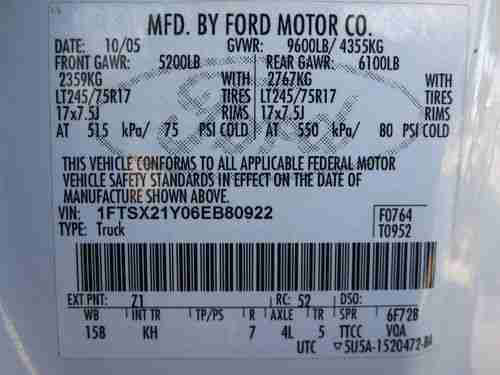 MFD. BY FORD MOTOR CO.
DATE: 10/05 GVWR: 9600LB/ 4355KG
FRONT GAWR: 5200LB REAR GAWR: 6100LB
2359KG WITH 2767KG WITH
LT245/75R17 TIRES LT245/75R17 TIRES
17x7.5J RIMS 17x7.5J RIMS
AT 515 kPa/ 75 PSI COLD AT 550 kPa/ 80 PSI COLD
THIS VEHICLE CONFORMS TO ALL APPLICABLE FEDERAL MOTOR
VEHICLE SAFETY STANDARDS IN EFFECT ON THE DATE OF
MANUFACTURE SHOWN ABOVE.
VIN: 1FTSX21Y06EB80922 F0764
TYPE: Truck T0952
EXT PNT: Z1 RC: 52 DSO:
WB INT TR TP/PS R AXLE TR SPR 6F72B
158 KH 7 4L 5 TTCC VOA
UTC 5U5A-1520472-BA